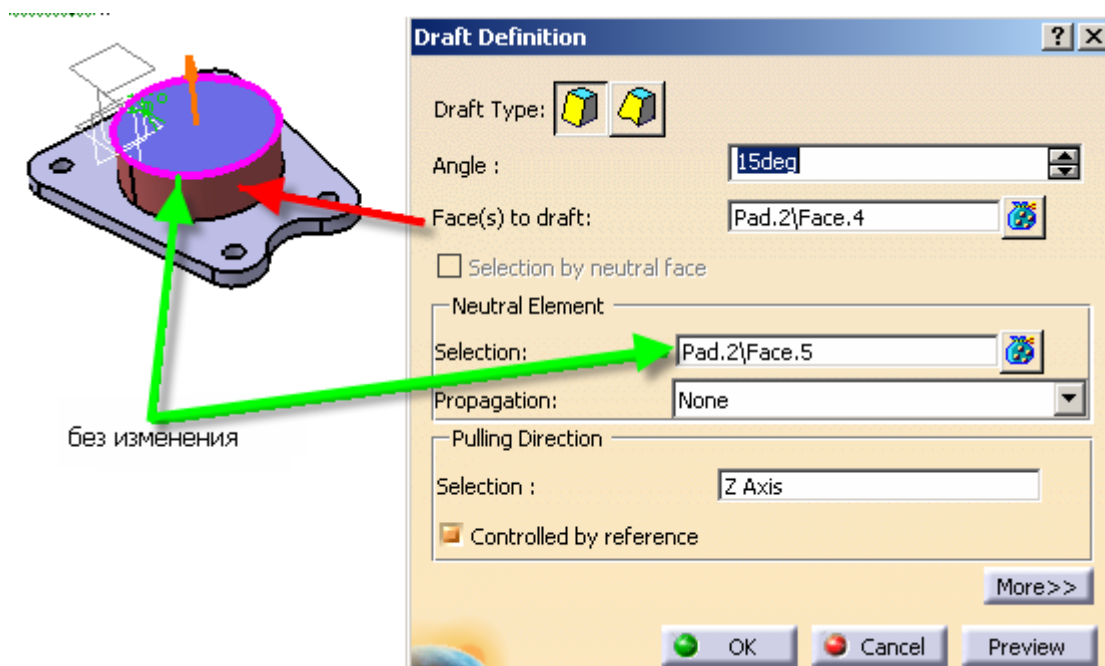 Draft Definition
Draft Type:
Angle :
15deg
Face(s) to draft:
Pad.2\Face.4
Selection by neutral face
Neutral Element
Selection:
Pad.2\Face.5
Propagation:
None
без изменения
Pulling Direction
Selection :
Z Axis
Controlled by reference
More>>
OK
Cancel
Preview